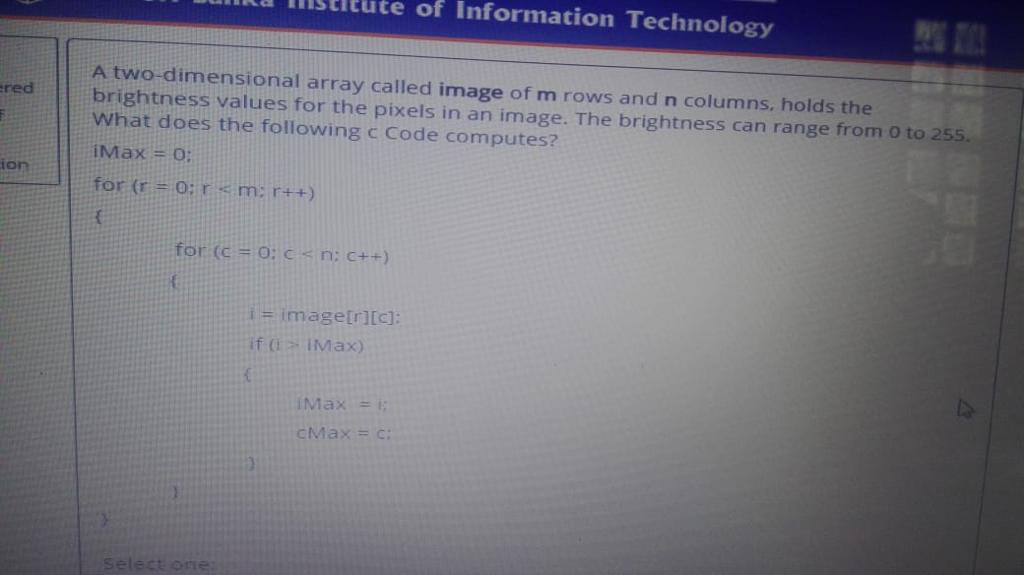 Institute of Information Technology
ered
A two-dimensional array called image of m rows and n columns, holds the
brightness values for the pixels in an image. The brightness can range from 0 to 255.
What does the following c Code computes?
ion
iMax = 0;
for (r = 0; r < m; r++)
{
for (c = 0; c < n; c++)
{
i = image[r][c];
if (i > iMax)
{
iMax = i;
cMax = c;
}
}
}
Select one: